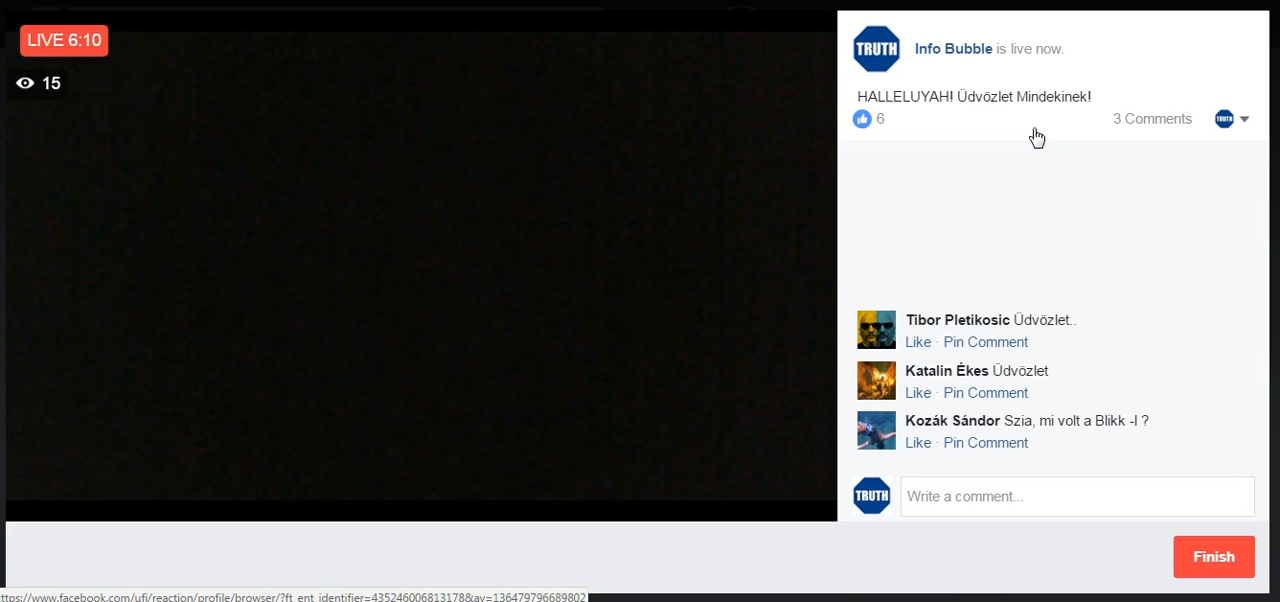 LIVE 6:10
15
TRUTH
Info Bubble is live now.
HALLELUYAH! Üdvözlet Mindekinek!
6
3 Comments
TRUTH
Tibor Pletikosic Üdvözlet..
Like · Pin Comment
Katalin Ékes Üdvözlet
Like · Pin Comment
Kozák Sándor Szia, mi volt a Blikk -I ?
Like · Pin Comment
TRUTH
Write a comment...
Finish
ttps://www.facebook.com/ufi/reaction/profile/browser/?ft_ent_identifier=435246006813178&av=136479796689802